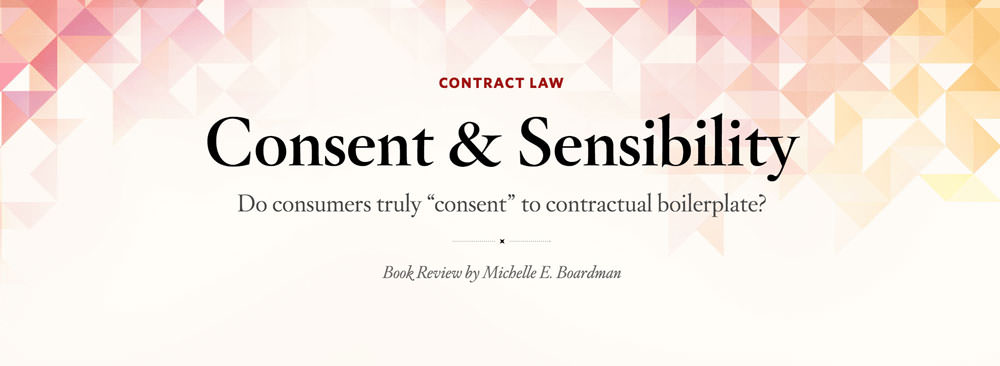 CONTRACT LAW
Consent & Sensibility
Do consumers truly “consent” to contractual boilerplate?
Book Review by Michelle E. Boardman